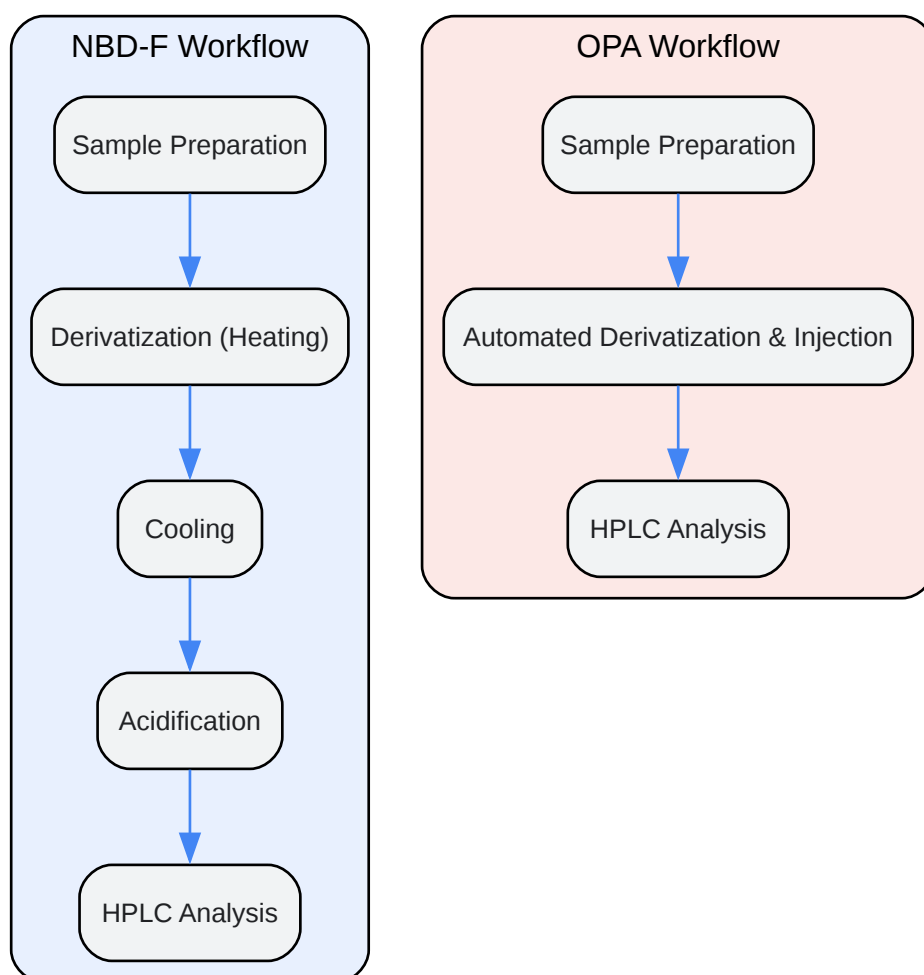 NBD-F Workflow
Sample Preparation
Derivatization (Heating)
Cooling
Acidification
HPLC Analysis
OPA Workflow
Sample Preparation
Automated Derivatization & Injection
HPLC Analysis